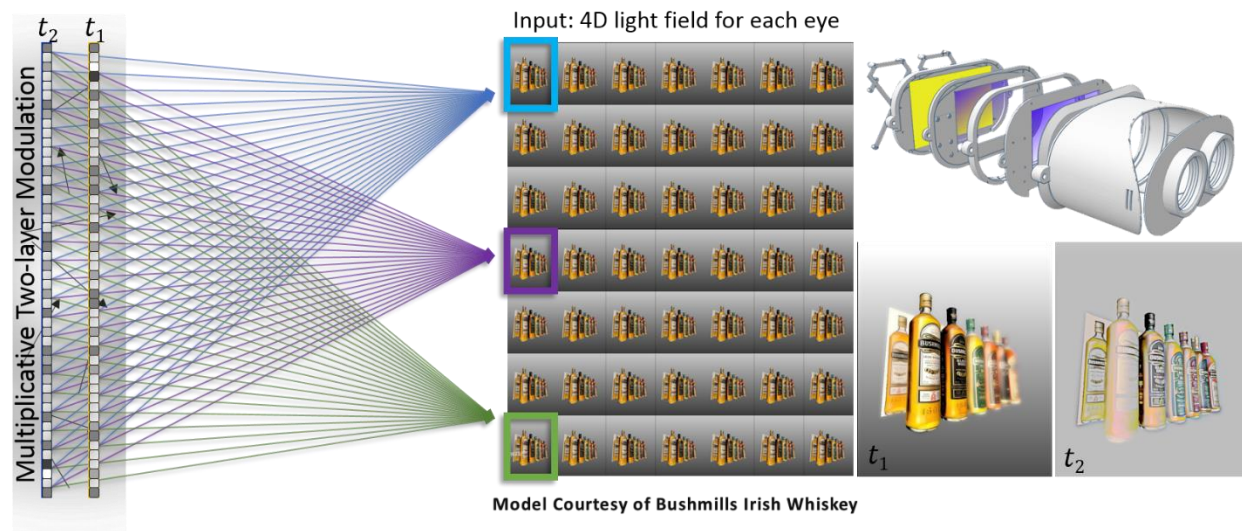 t₂ t₁
Multiplicative Two-layer Modulation
Input: 4D light field for each eye
BUSHMILLS
t₁
t₂
Model Courtesy of Bushmills Irish Whiskey